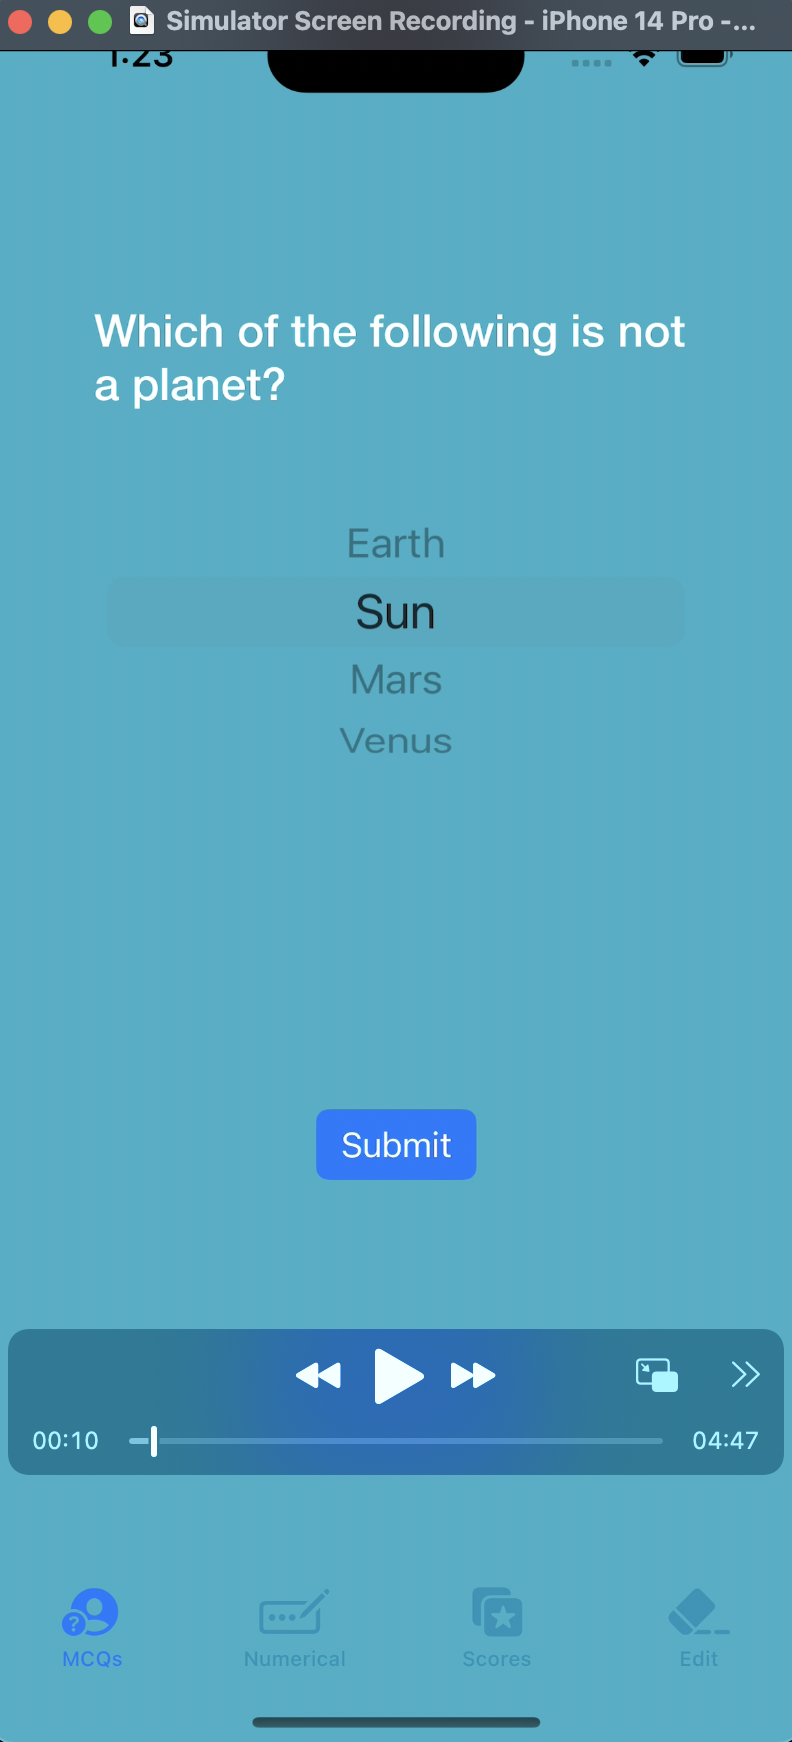 Simulator Screen Recording - iPhone 14 Pro -...
1:23
Which of the following is not
a planet?
Earth
Sun
Mars
Venus
Submit
00:10
04:47
MCQs
Numerical
Scores
Edit